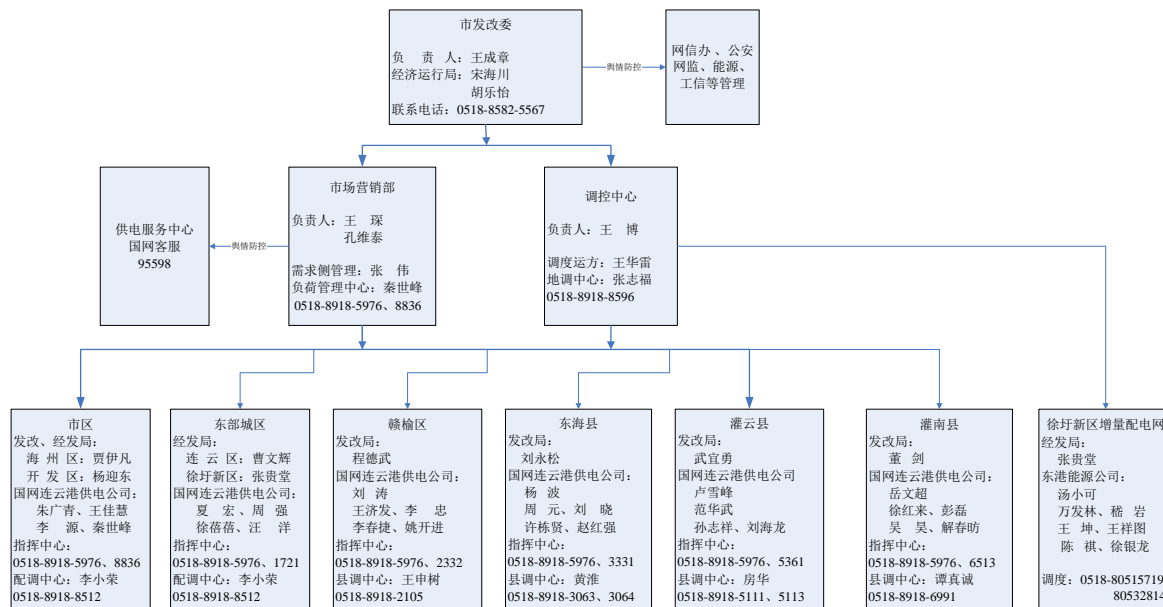 市发改委
负 责 人：王成章
经济运行局：宋海川
胡乐怡
联系电话：0518-8582-5567
舆情防控
网信办 、公安
网监、能源、
工信等管理
供电服务中心
国网客服
95598
舆情防控
市场营销部
负责人：王 琛
孔维泰
需求侧管理：张 伟
负荷管理中心：秦世峰
0518-8918-5976、8836
调控中心
负责人：王 博
调度运方：王华雷
地调中心：张志福
0518-8918-8596
市区
发改、经发局：
海 州 区：贾伊凡
开 发 区：杨迎东
国网连云港供电公司：
朱广青、王佳慧
李 源、秦世峰
指挥中心：
0518-8918-5976、8836
配调中心：李小荣
0518-8918-8512
东部城区
经发局：
连 云 区：曹文辉
徐圩新区：张贵堂
国网连云港供电公司：
夏 宏、周 强
徐蓓蓓、汪 洋
指挥中心：
0518-8918-5976、1721
配调中心：李小荣
0518-8918-8512
赣榆区
发改局：
程德武
国网连云港供电公司：
刘 涛
王济发、李 忠
李春捷、姚开进
指挥中心：
0518-8918-5976、2332
县调中心：王申树
0518-8918-2105
东海县
发改局：
刘永松
国网连云港供电公司：
杨 波
周 元、刘 晓
许栋贤、赵红强
指挥中心：
0518-8918-5976、3331
县调中心：黄淮
0518-8918-3063、3064
灌云县
发改局：
武宜勇
国网连云港供电公司
卢雪峰
范华武
孙志祥、刘海龙
指挥中心：
0518-8918-5976、5361
县调中心：房华
0518-8918-5111、5113
灌南县
发改局：
董 剑
国网连云港供电公司：
岳文超
徐红来、彭磊
吴 昊、解春昉
指挥中心：
0518-8918-5976、6513
县调中心：谭真诚
0518-8918-6991
徐圩新区增量配电网
经发局：
张贵堂
东港能源公司：
汤小可
万发林、嵇 岩
王 坤、王祥图
陈 祺、徐银龙
调度：0518-80515719
80532814